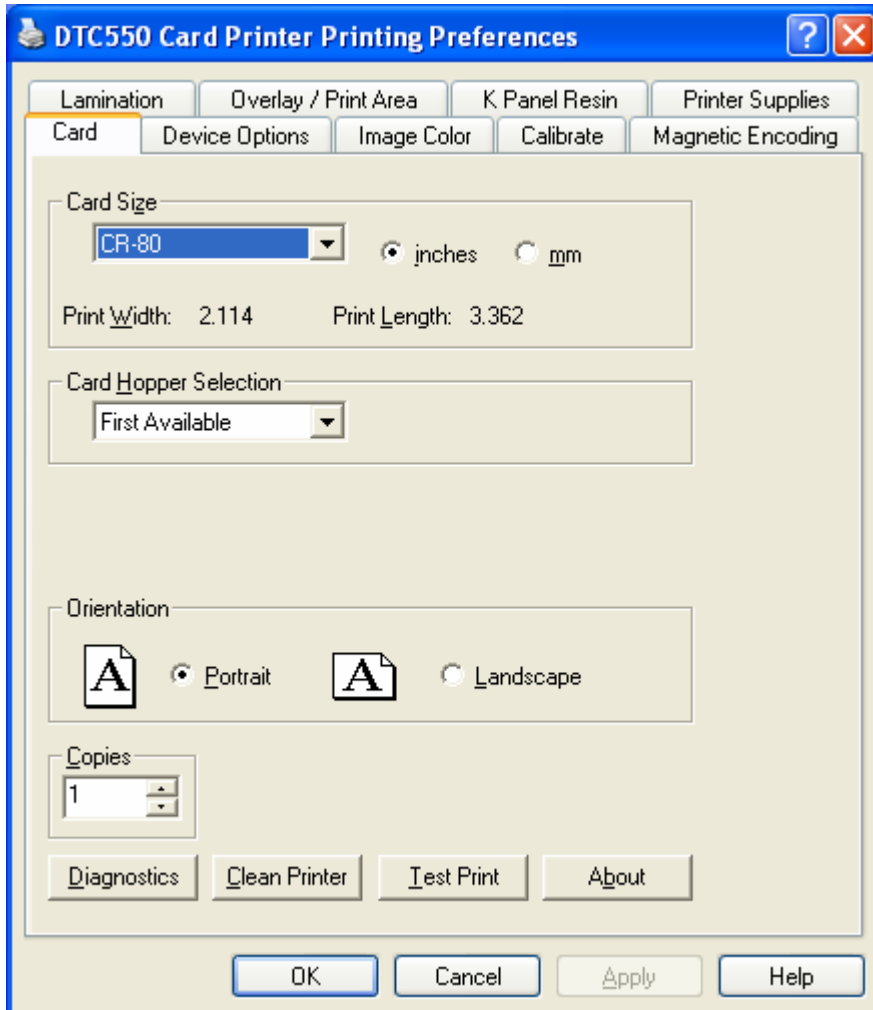 DTC550 Card Printer Printing Preferences
Lamination Overlay / Print Area K Panel Resin Printer Supplies
Card Device Options Image Color Calibrate Magnetic Encoding
Card Size
CR-80 inches mm
Print Width: 2.114 Print Length: 3.362
Card Hopper Selection
First Available
Orientation
A Portrait A Landscape
Copies
1
Diagnostics Clean Printer Test Print About
OK Cancel Apply Help